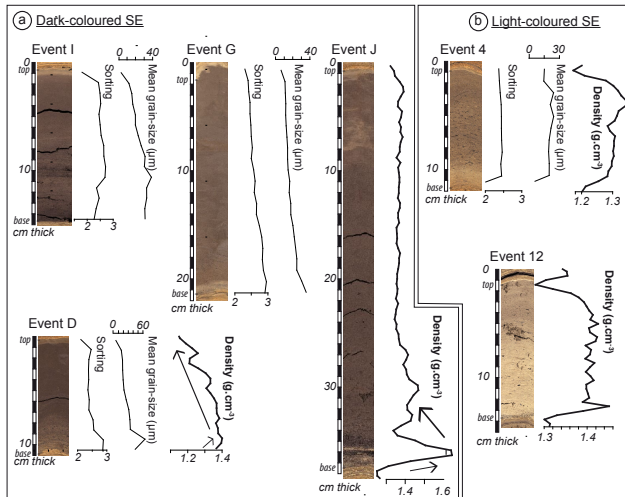 a Dark-coloured SE
Event I
0
top
10
base
cm thick
Sorting
2 3
0 40
Mean grain-size (µm)
Event G
0
top
10
20
base
cm thick
Sorting
2 3
0 40
Mean grain-size (µm)
Event J
0
top
10
20
30
base
cm thick
Density (g.cm-3)
1.4 1.6
Event D
top
10
base
cm thick
Sorting
2 3
0 60
Mean grain-size (µm)
Density (g.cm-3)
1.2 1.4
b Light-coloured SE
Event 4
0
top
10
base
cm thick
Sorting
2 3
0 30
Mean grain-size (µm)
Density (g.cm-3)
1.2 1.3
Event 12
0
top
10
base
cm thick
Density (g.cm-3)
1.3 1.4